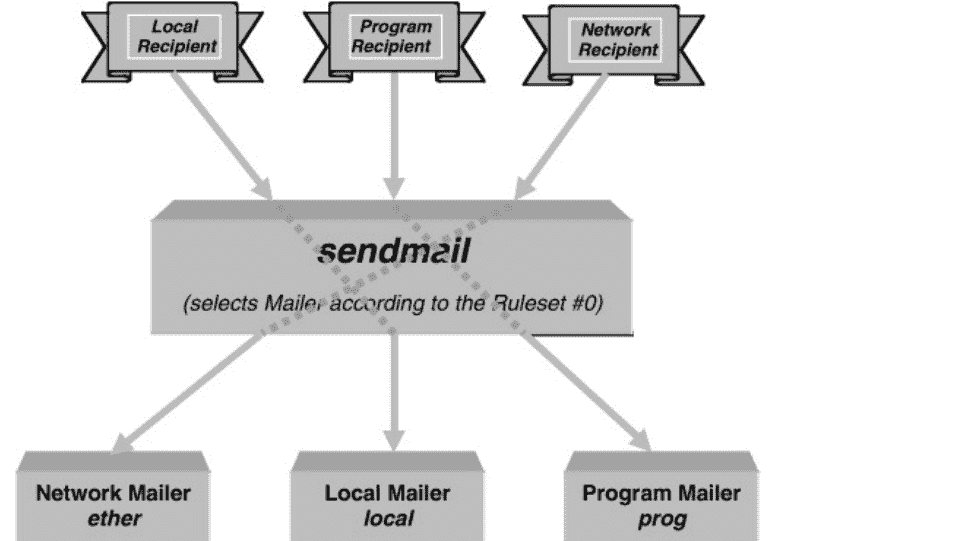 Local
Recipient
Program
Recipient
Network
Recipient
sendmail
(selects Mailer according to the Ruleset #0)
Network Mailer
ether
Local Mailer
local
Program Mailer
prog